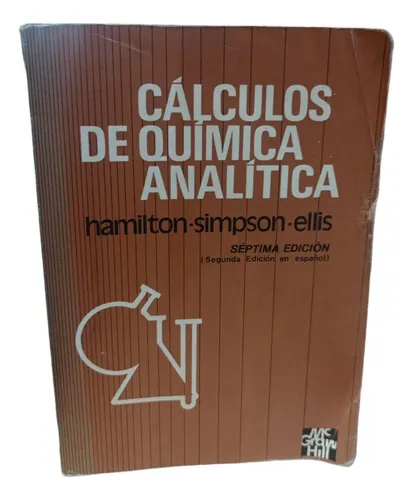 CÁLCULOS
DE QUÍMICA
ANALÍTICA
hamilton·simpson·ellis
SÉPTIMA EDICIÓN
(Segunda Edición en español)
Mc
Graw
Hill